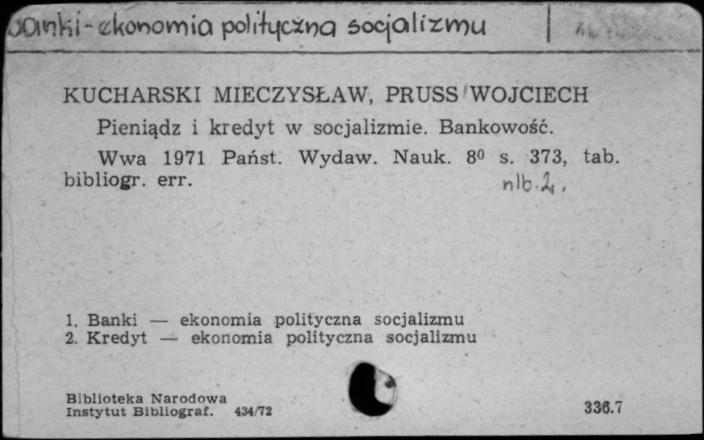 Banki - ekonomia polityczna socjalizmu
KUCHARSKI MIECZYSŁAW, PRUSS WOJCIECH
Pieniądz i kredyt w socjalizmie. Bankowość.
Wwa 1971 Państ. Wydaw. Nauk. 8⁰ s. 373, tab.
bibliogr. err.
nlb. 2,
1. Banki — ekonomia polityczna socjalizmu
2. Kredyt — ekonomia polityczna socjalizmu
Biblioteka Narodowa
Instytut Bibliograf. 434/72
336.7